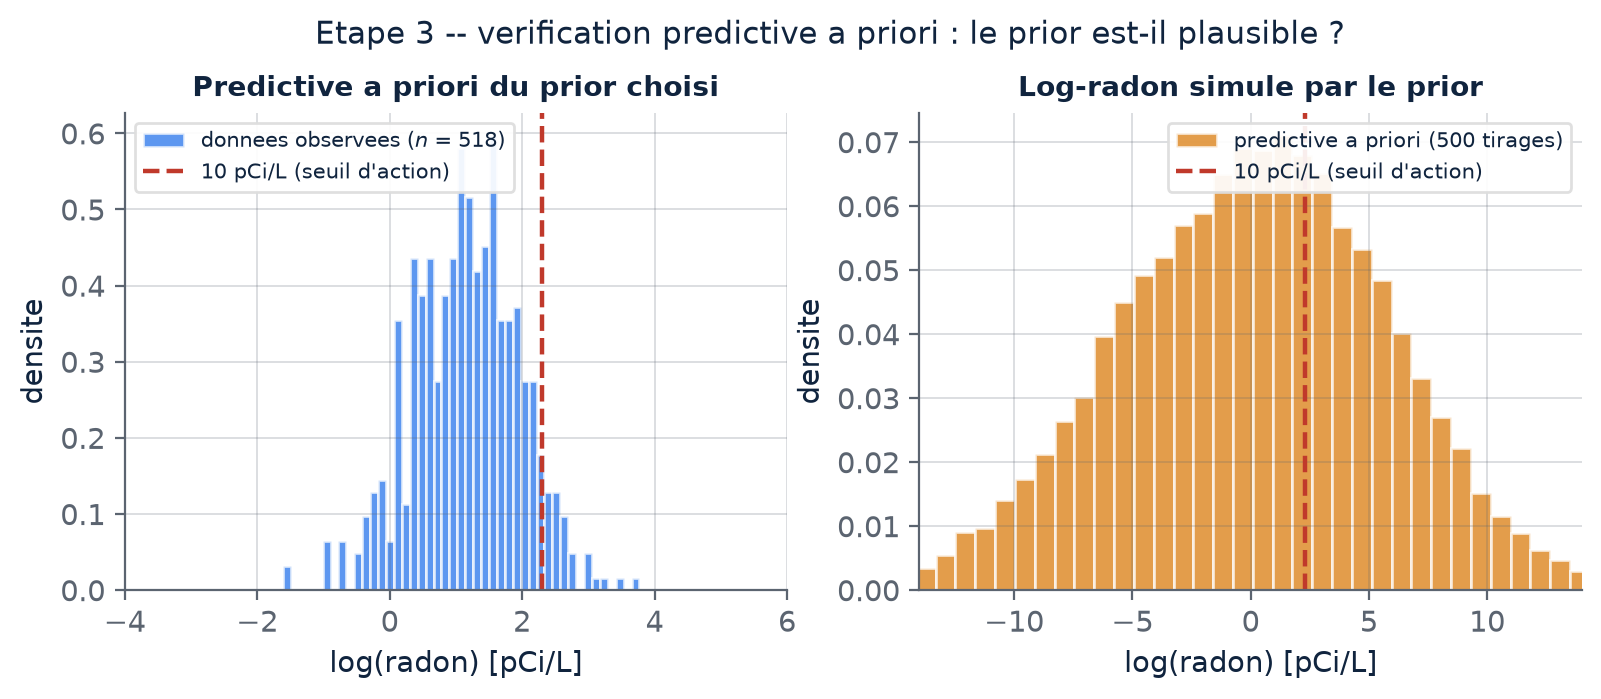 Etape 3 -- verification predictive a priori : le prior est-il plausible ?
Predictive a priori du prior choisi
donnees observees (n = 518)
10 pCi/L (seuil d'action)
densite
0.6
0.5
0.4
0.3
0.2
0.1
0.0
−4 −2 0 2 4 6
log(radon) [pCi/L]
Log-radon simule par le prior
predictive a priori (500 tirages)
10 pCi/L (seuil d'action)
densite
0.07
0.06
0.05
0.04
0.03
0.02
0.01
0.00
−10 −5 0 5 10
log(radon) [pCi/L]